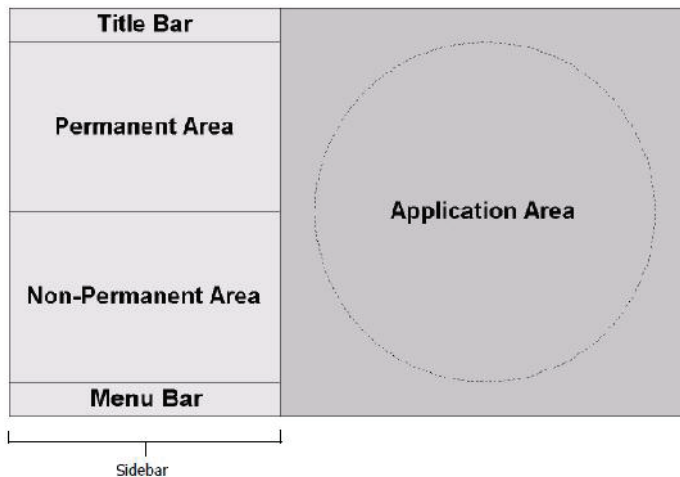 Title Bar
Permanent Area
Application Area
Non-Permanent Area
Menu Bar
Sidebar